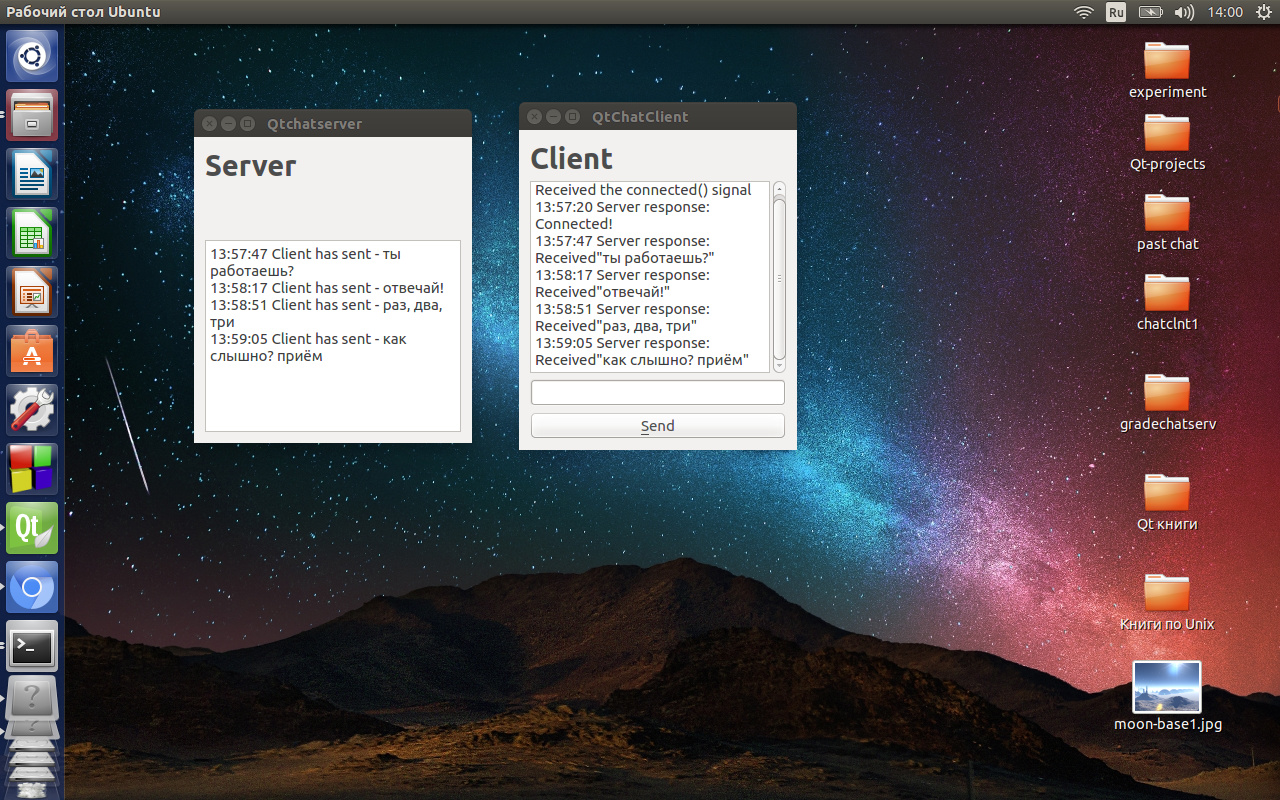 Рабочий стол Ubuntu
Ru
14:00
Qtchatserver
Server
13:57:47 Client has sent - ты
работаешь?
13:58:17 Client has sent - отвечай!
13:58:51 Client has sent - раз, два,
три
13:59:05 Client has sent - как
слышно? приём
QtChatClient
Client
Received the connected() signal
13:57:20 Server response:
Connected!
13:57:47 Server response:
Received"ты работаешь?"
13:58:17 Server response:
Received"отвечай!"
13:58:51 Server response:
Received"раз, два, три"
13:59:05 Server response:
Received"как слышно? приём"
Send
experiment
Qt-projects
past chat
chatclnt1
gradechatserv
Qt книги
Книги по Unix
moon-base1.jpg
A
Qt
>_
?
?